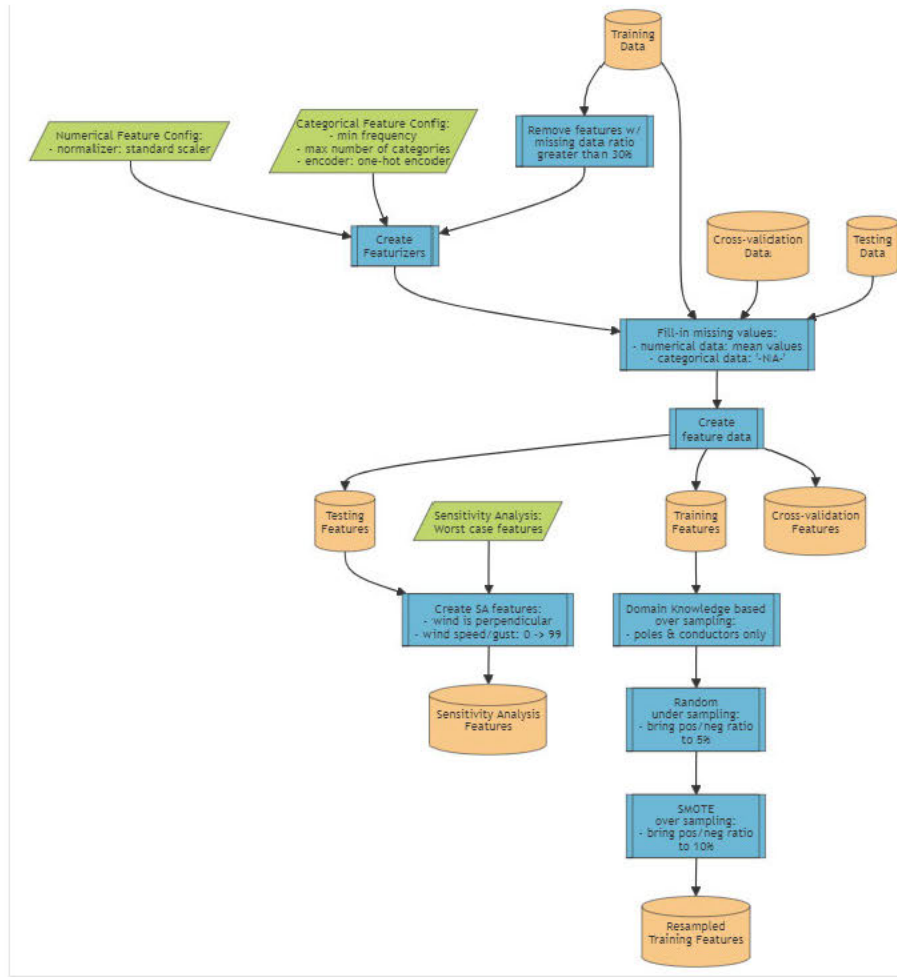 Training
Data
Numerical Feature Config:
- normalizer: standard scaler
Categorical Feature Config:
- min frequency
- max number of categories
- encoder: one-hot encoder
Remove features w/
missing data ratio
greater than 30%
Create
Featurizers
Cross-validation
Data
Testing
Data
Fill-in missing values:
- numerical data: mean values
- categorical data: '-NA-'
Create
feature data
Testing
Features
Sensitivity Analysis:
Worst case features
Training
Features
Cross-validation
Features
Create SA features:
- wind is perpendicular
- wind speed/gust: 0 -> 99
Domain Knowledge based
over sampling:
- poles & conductors only
Sensitivity Analysis
Features
Random
under sampling:
- bring pos/neg ratio
to 5%
SMOTE
over sampling:
- bring pos/neg ratio
to 10%
Resampled
Training Features